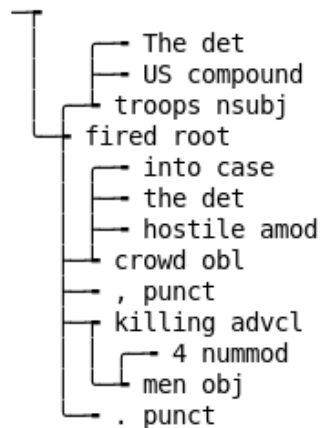 The det
US compound
troops nsubj
fired root
into case
the det
hostile amod
crowd obl
, punct
killing advcl
4 nummod
men obj
. punct